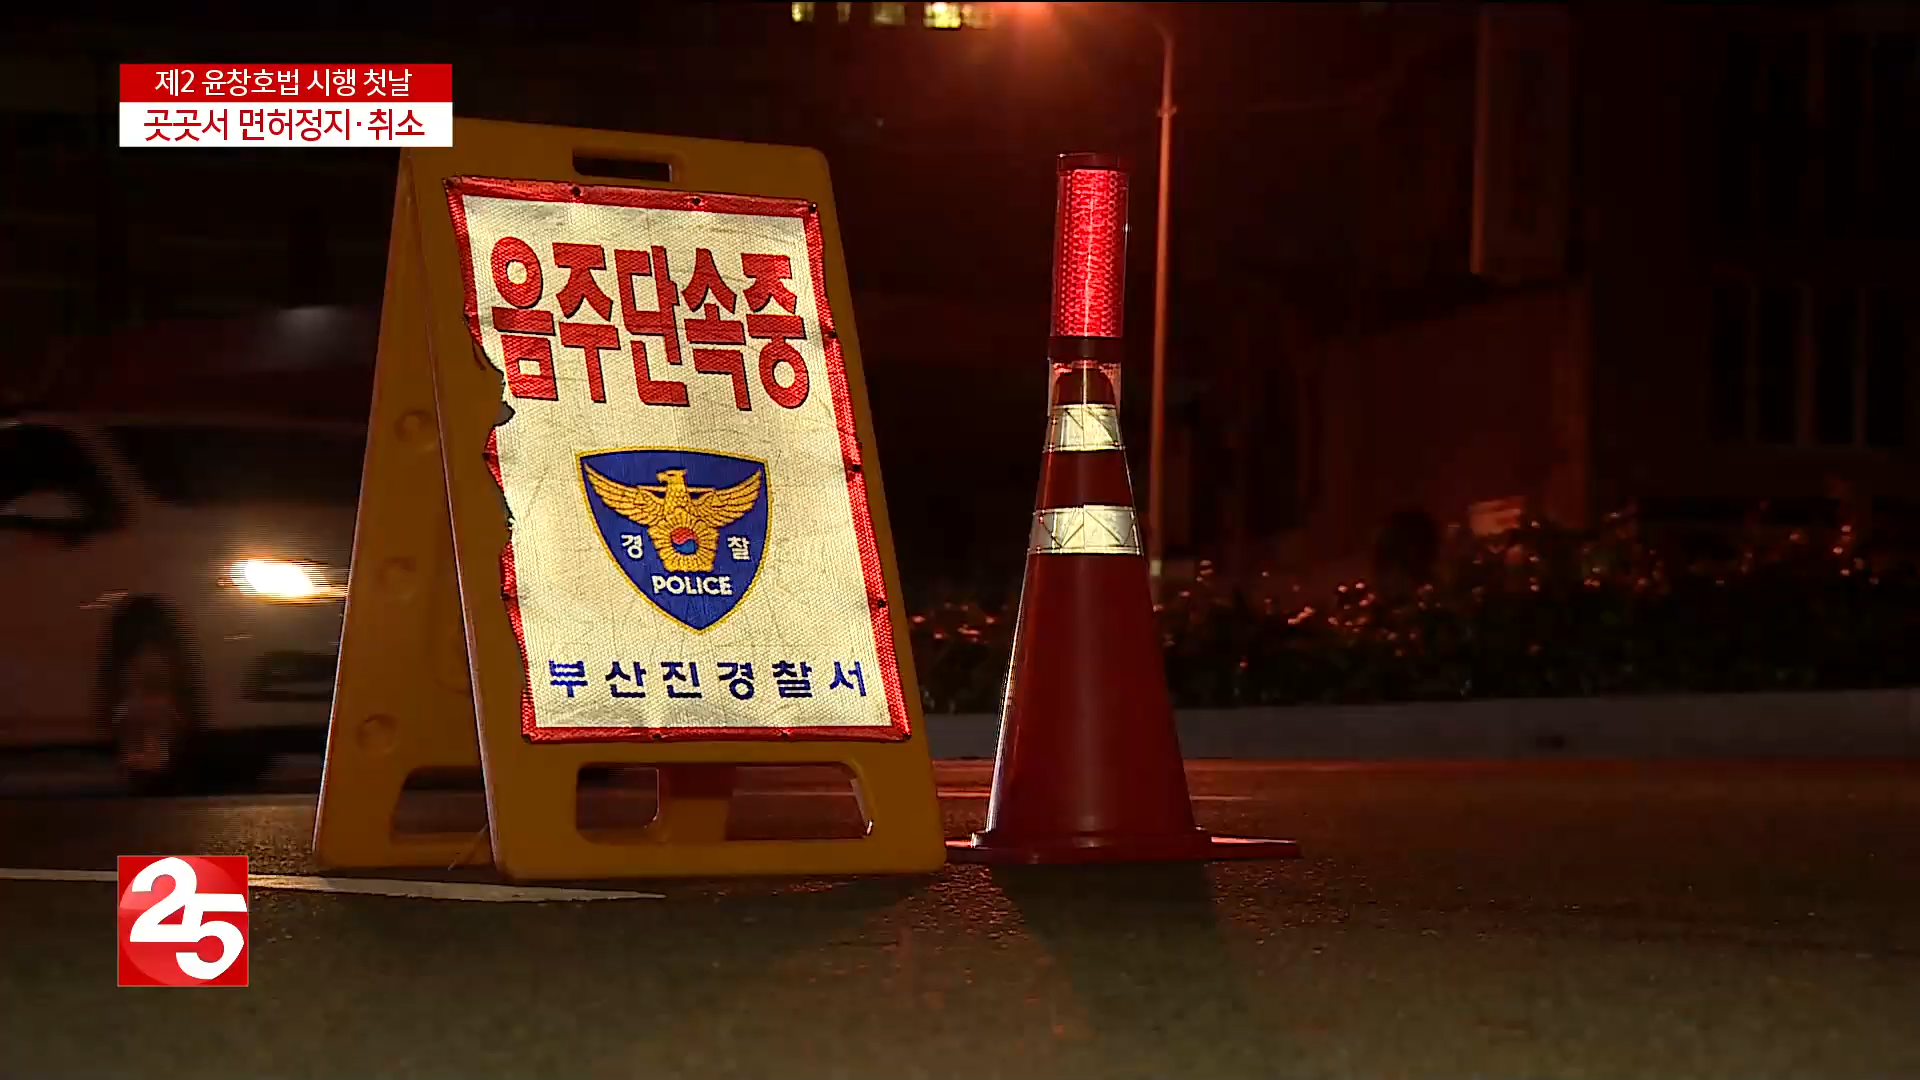 제2 윤창호법 시행 첫날
곳곳서 면허정지·취소
음주단속중
경 찰
POLICE
부산진경찰서
25